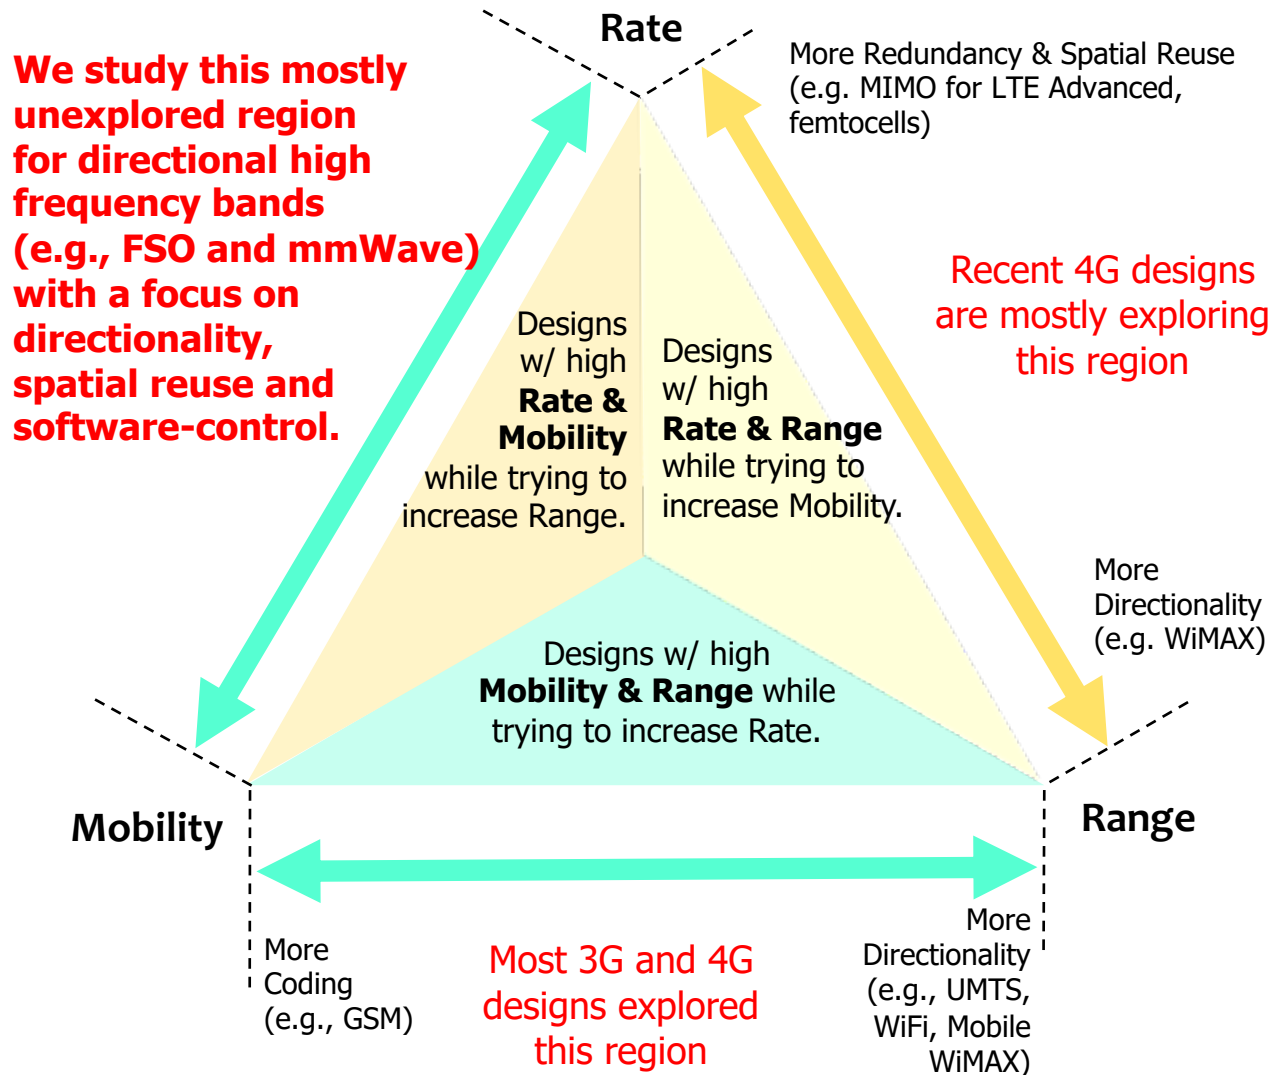 Rate
We study this mostly
unexplored region
for directional high
frequency bands
(e.g., FSO and mmWave)
with a focus on
directionality,
spatial reuse and
software-control.
More Redundancy & Spatial Reuse
(e.g. MIMO for LTE Advanced,
femtocells)
Recent 4G designs
are mostly exploring
this region
Designs
w/ high
Rate &
Mobility
while trying to
increase Range.
Designs
w/ high
Rate & Range
while trying to
increase Mobility.
More
Directionality
(e.g. WiMAX)
Designs w/ high
Mobility & Range while
trying to increase Rate.
Mobility
Range
More
Coding
(e.g., GSM)
Most 3G and 4G
designs explored
this region
More
Directionality
(e.g., UMTS,
WiFi, Mobile
WiMAX)